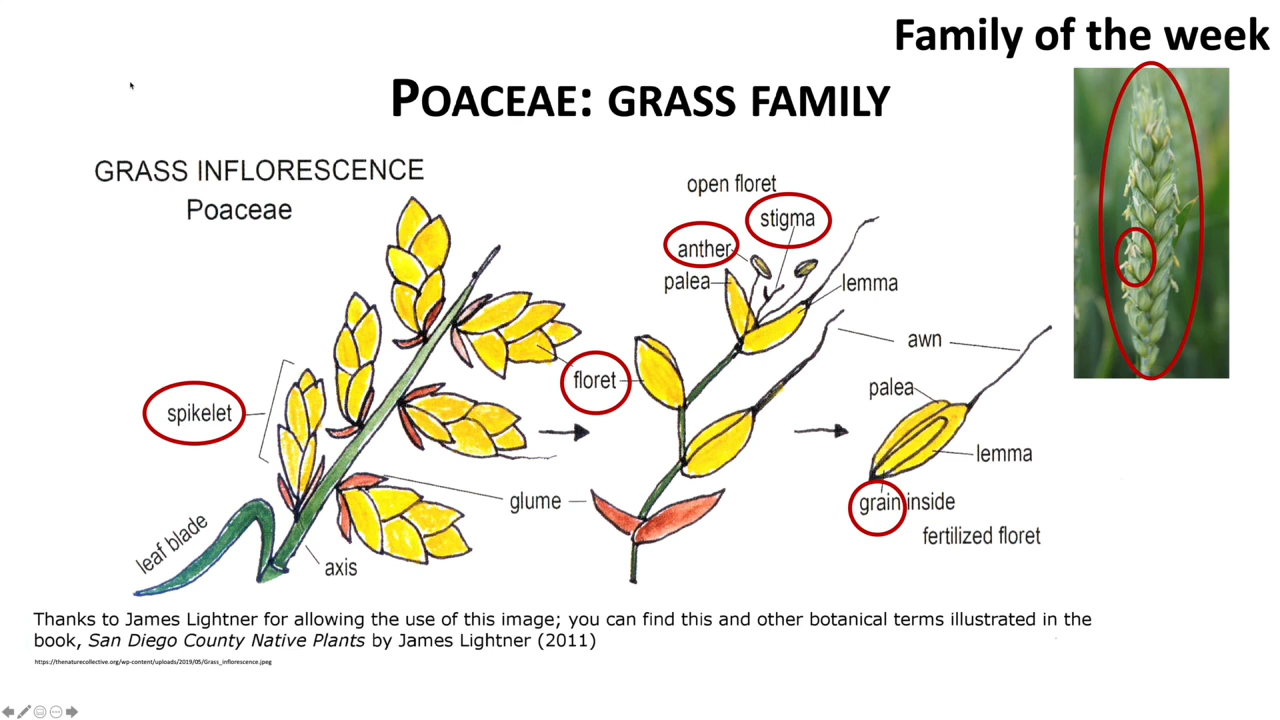 Family of the week
POACEAE: GRASS FAMILY
GRASS INFLORESCENCE
Poaceae
open floret
stigma
anther
palea
lemma
awn
floret
spikelet
palea
lemma
glume
grain inside
fertilized floret
leaf blade
axis
Thanks to James Lightner for allowing the use of this image; you can find this and other botanical terms illustrated in the
book, San Diego County Native Plants by James Lightner (2011)
https://thenaturecollective.org/wp-content/uploads/2019/05/Grass_inflorescence.jpeg